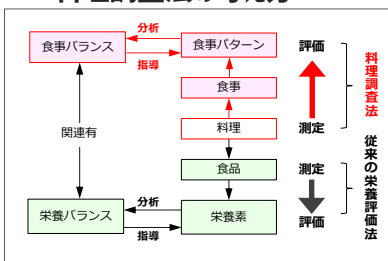 分析
食事バランス
食事パターン
評価
指導
食事
料理調査法
関連有
料理
測定
食品
測定
従来の栄養評価法
栄養バランス
分析
栄養素
評価
指導